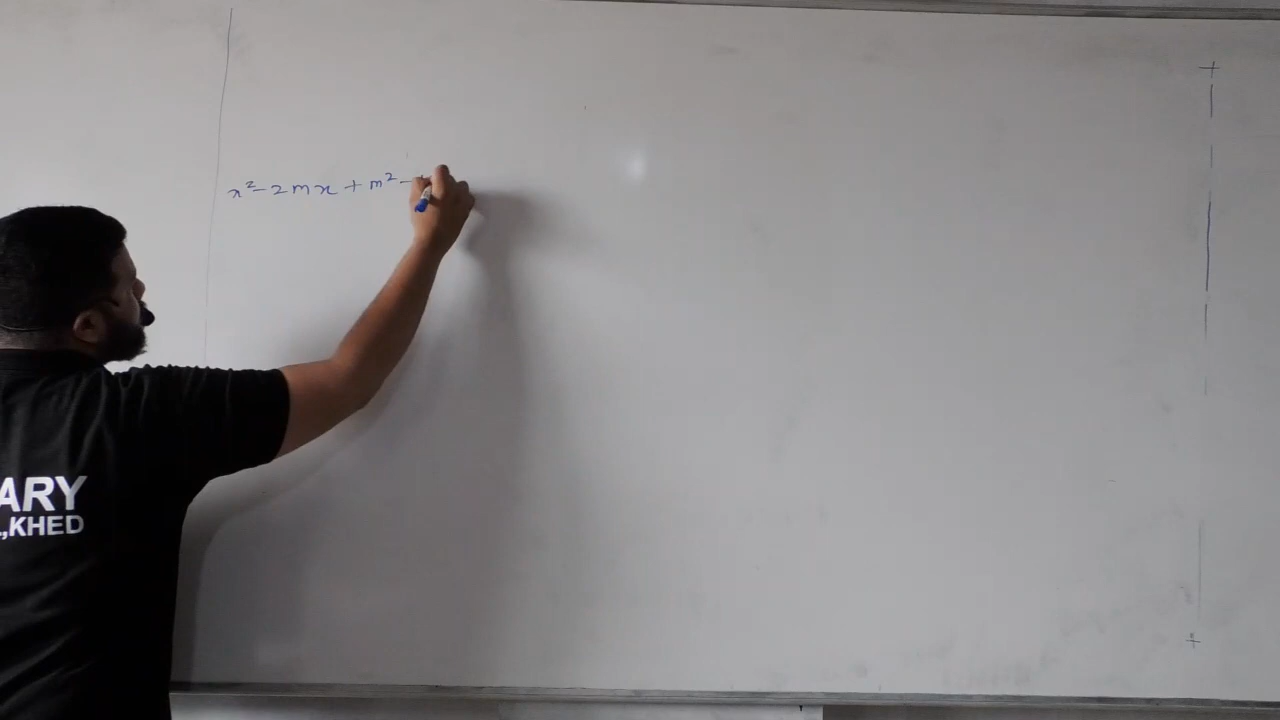 x² - 2mx + m² -
ARY
,KHED